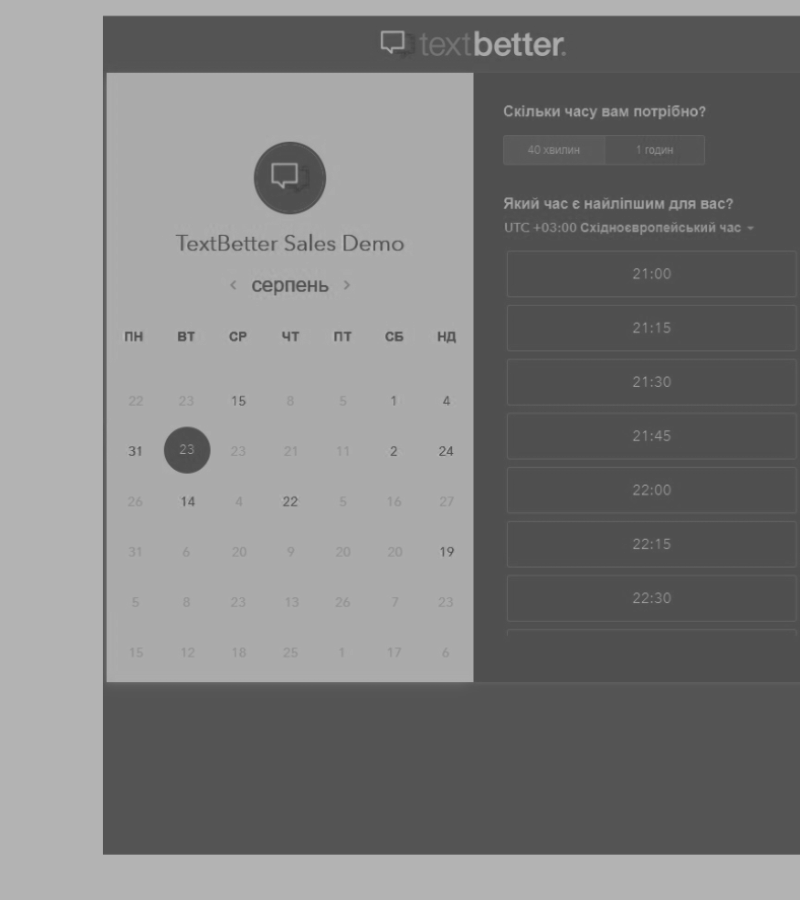 textbetter.
TextBetter Sales Demo
серпень
ПН ВТ СР ЧТ ПТ СБ НД
22 23 15 8 5 1 4
31 23 23 21 11 2 24
26 14 4 22 5 16 27
31 6 20 9 20 20 19
5 8 23 13 26 7 23
15 12 18 25 1 17 6
Скільки часу вам потрібно?
40 хвилин 1 годин
Який час є найліпшим для вас?
UTC +03:00 Східноєвропейський час
21:00
21:15
21:30
21:45
22:00
22:15
22:30